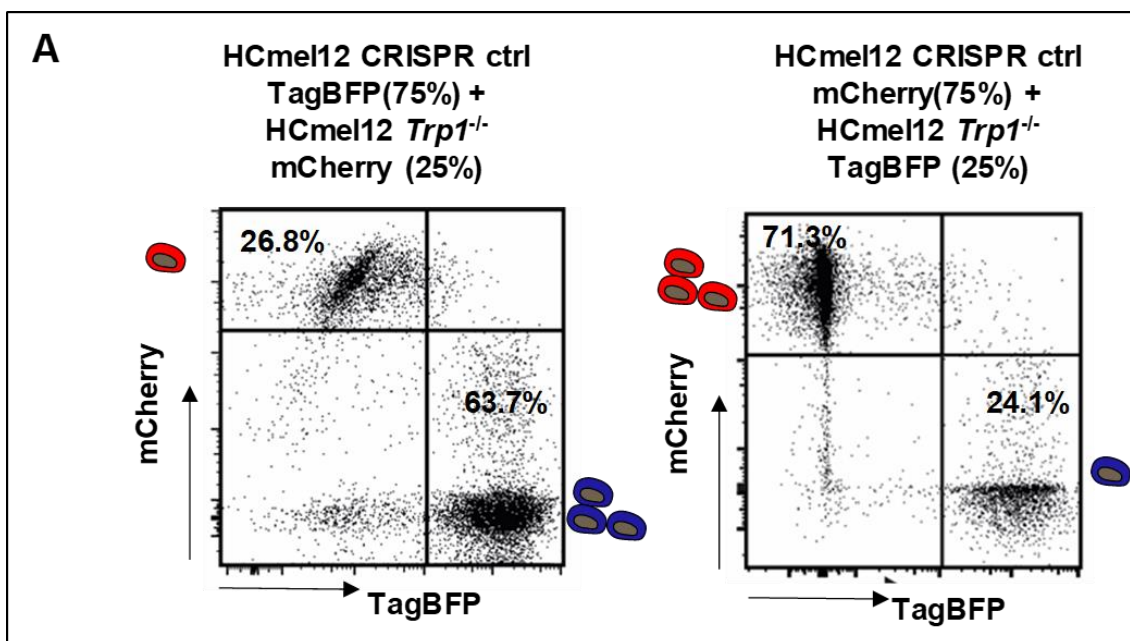 A
HCmel12 CRISPR ctrl
TagBFP(75%) +
HCmel12 Trp1-/-
mCherry (25%)
HCmel12 CRISPR ctrl
mCherry(75%) +
HCmel12 Trp1-/-
TagBFP (25%)
26.8%
63.7%
mCherry
TagBFP
71.3%
24.1%
mCherry
TagBFP